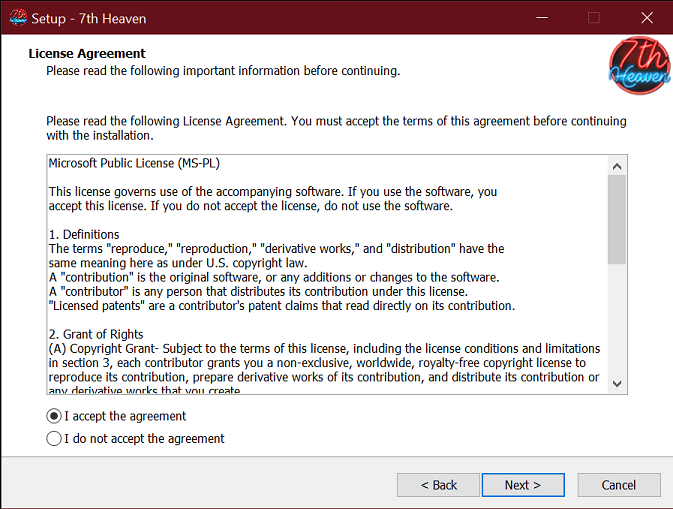 Setup - 7th Heaven
License Agreement
Please read the following important information before continuing.
7th
Heaven
Please read the following License Agreement. You must accept the terms of this agreement before continuing
with the installation.
Microsoft Public License (MS-PL)
This license governs use of the accompanying software. If you use the software, you
accept this license. If you do not accept the license, do not use the software.
1. Definitions
The terms "reproduce," "reproduction," "derivative works," and "distribution" have the
same meaning here as under U.S. copyright law.
A "contribution" is the original software, or any additions or changes to the software.
A "contributor" is any person that distributes its contribution under this license.
"Licensed patents" are a contributor's patent claims that read directly on its contribution.
2. Grant of Rights
(A) Copyright Grant- Subject to the terms of this license, including the license conditions and limitations
in section 3, each contributor grants you a non-exclusive, worldwide, royalty-free copyright license to
reproduce its contribution, prepare derivative works of its contribution, and distribute its contribution or
any derivative works that you create.
I accept the agreement
I do not accept the agreement
< Back
Next >
Cancel